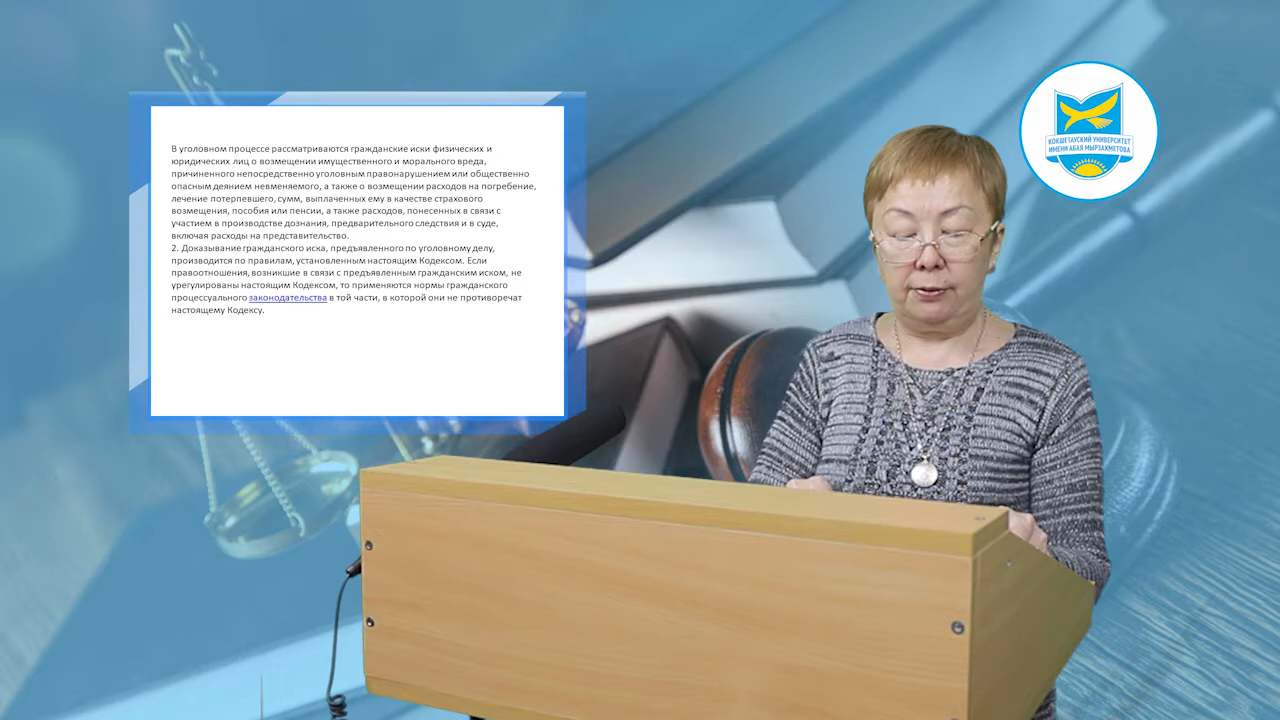 В уголовном процессе рассматриваются гражданские иски физических и
юридических лиц о возмещении имущественного и морального вреда,
причиненного непосредственно уголовным правонарушением или общественно
опасным деянием невменяемого, а также о возмещении расходов на погребение,
лечение потерпевшего, сумм, выплаченных ему в качестве страхового
возмещения, пособия или пенсии, а также расходов, понесенных в связи с
участием в производстве дознания, предварительного следствия и в суде,
включая расходы на представительство.
2. Доказывание гражданского иска, предъявленного по уголовному делу,
производится по правилам, установленным настоящим Кодексом. Если
правоотношения, возникшие в связи с предъявленным гражданским иском, не
урегулированы настоящим Кодексом, то применяются нормы гражданского
процессуального законодательства в той части, в которой они не противоречат
настоящему Кодексу.
КОКШЕТАУСКИЙ УНИВЕРСИТЕТ
ИМЕНИ АБАЯ МЫРЗАХМЕТОВА